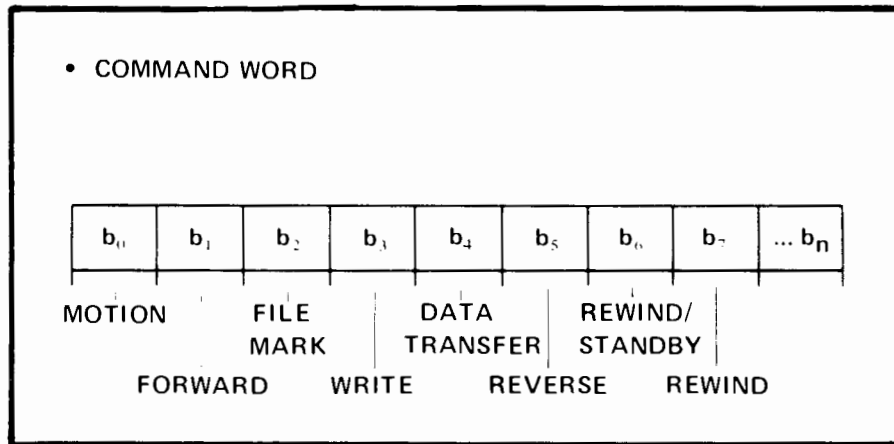 • COMMAND WORD
b₀ b₁ b₂ b₃ b₄ b₅ b₆ b₇ ... bₙ
MOTION FILE DATA REWIND/
MARK TRANSFER STANDBY
FORWARD WRITE REVERSE REWIND